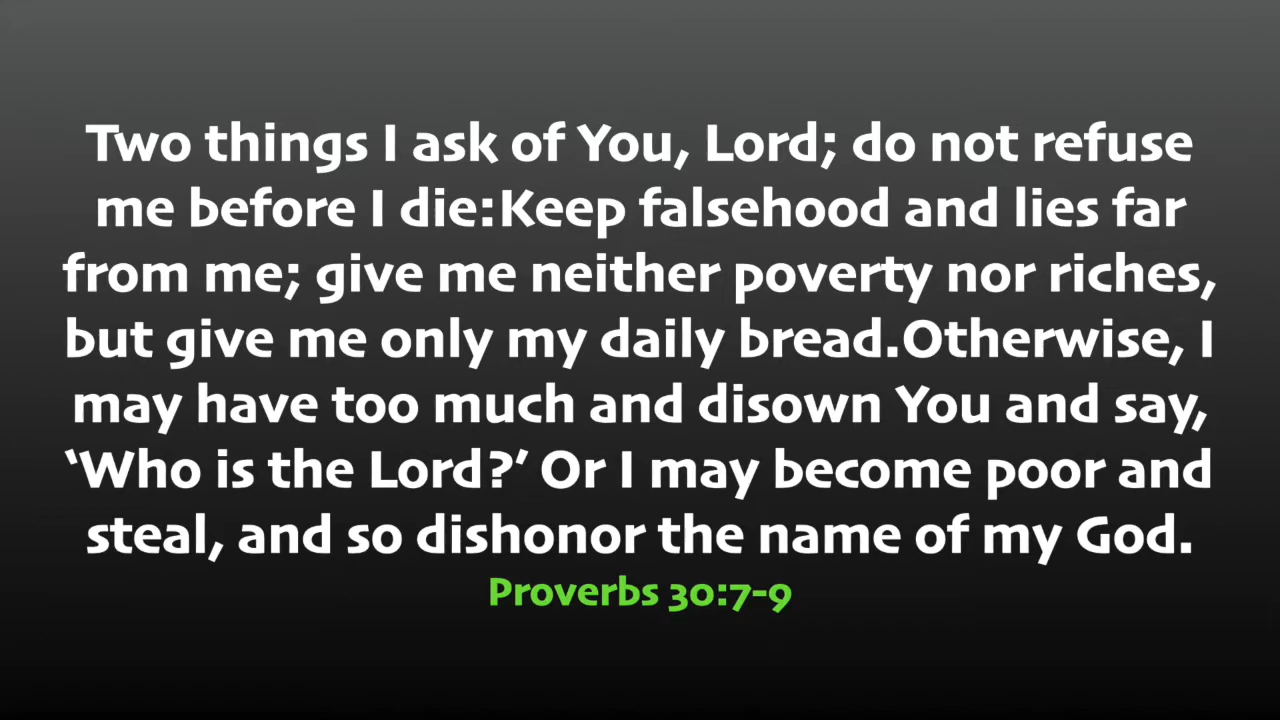 Two things I ask of You, Lord; do not refuse
me before I die:Keep falsehood and lies far
from me; give me neither poverty nor riches,
but give me only my daily bread.Otherwise, I
may have too much and disown You and say,
‘Who is the Lord?’ Or I may become poor and
steal, and so dishonor the name of my God.
Proverbs 30:7-9